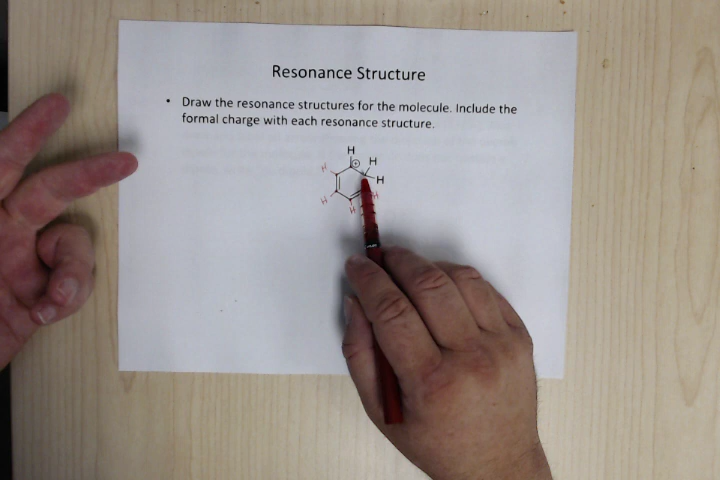 Resonance Structure
• Draw the resonance structures for the molecule. Include the
formal charge with each resonance structure.
H
H
H
⊕
H
H
H
H